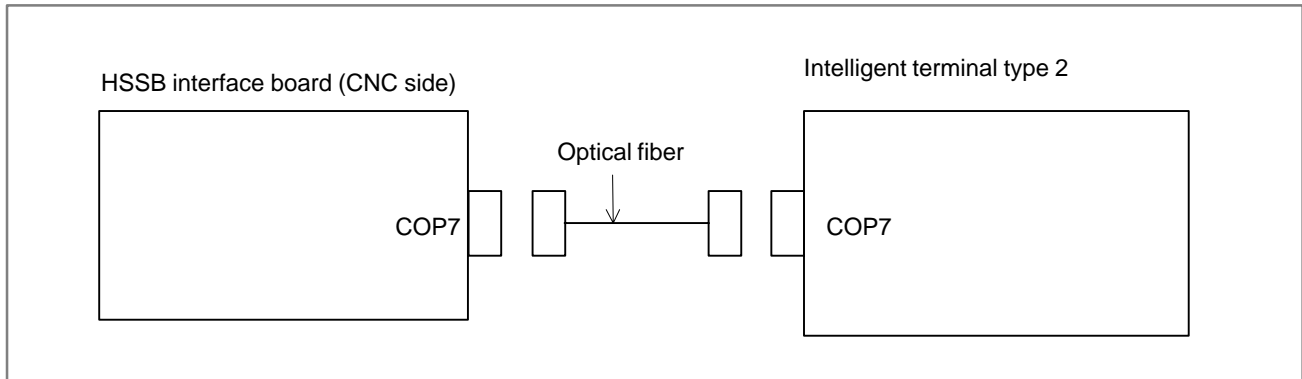 HSSB interface board (CNC side)
Intelligent terminal type 2
Optical fiber
COP7
COP7